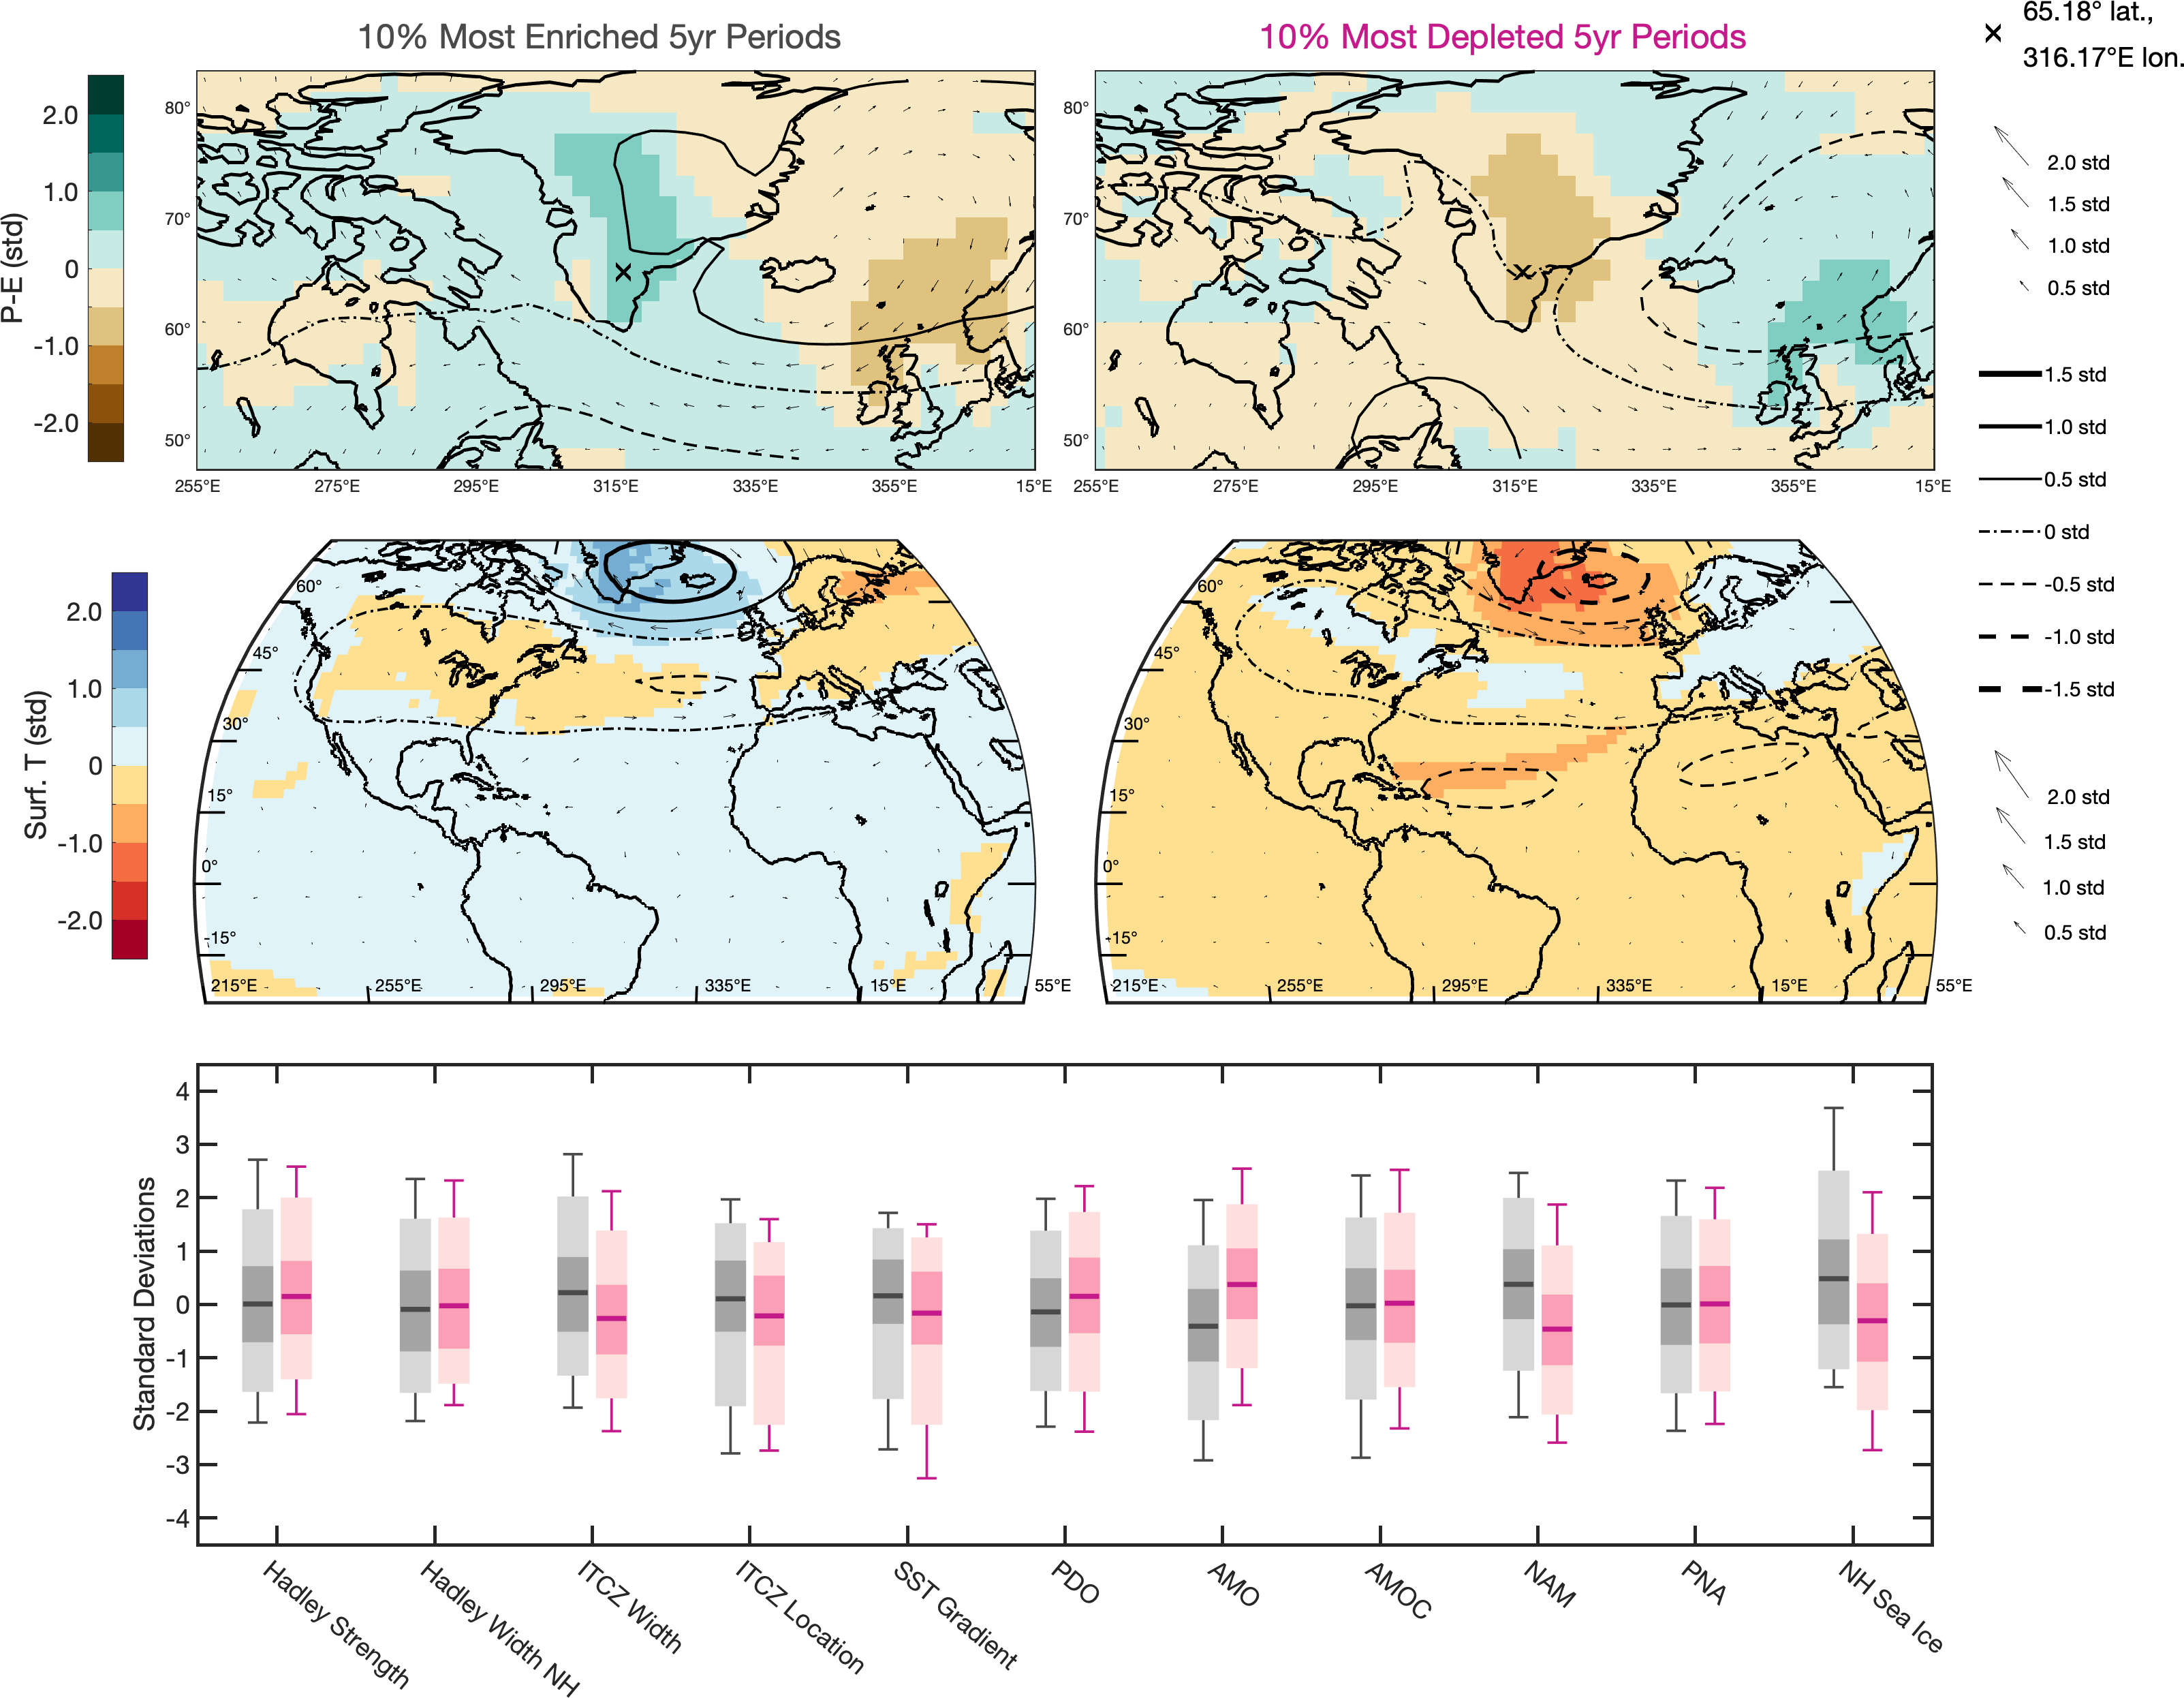 10% Most Enriched 5yr Periods
10% Most Depleted 5yr Periods
65.18° lat.,
316.17°E lon.
P-E (std)
2.0
1.0
0
-1.0
-2.0
80°
70°
60°
50°
255°E
275°E
295°E
315°E
335°E
355°E
15°E
80°
70°
60°
50°
255°E
275°E
295°E
315°E
335°E
355°E
15°E
2.0 std
1.5 std
1.0 std
0.5 std
1.5 std
1.0 std
0.5 std
0 std
-0.5 std
-1.0 std
-1.5 std
Surf. T (std)
2.0
1.0
0
-1.0
-2.0
60°
45°
30°
15°
0°
-15°
215°E
255°E
295°E
335°E
15°E
55°E
60°
45°
30°
15°
0°
-15°
215°E
255°E
295°E
335°E
15°E
55°E
2.0 std
1.5 std
1.0 std
0.5 std
Standard Deviations
4
3
2
1
0
-1
-2
-3
-4
Hadley Strength
Hadley Width NH
ITCZ Width
ITCZ Location
SST Gradient
PDO
AMO
AMOC
NAM
PNA
NH Sea Ice